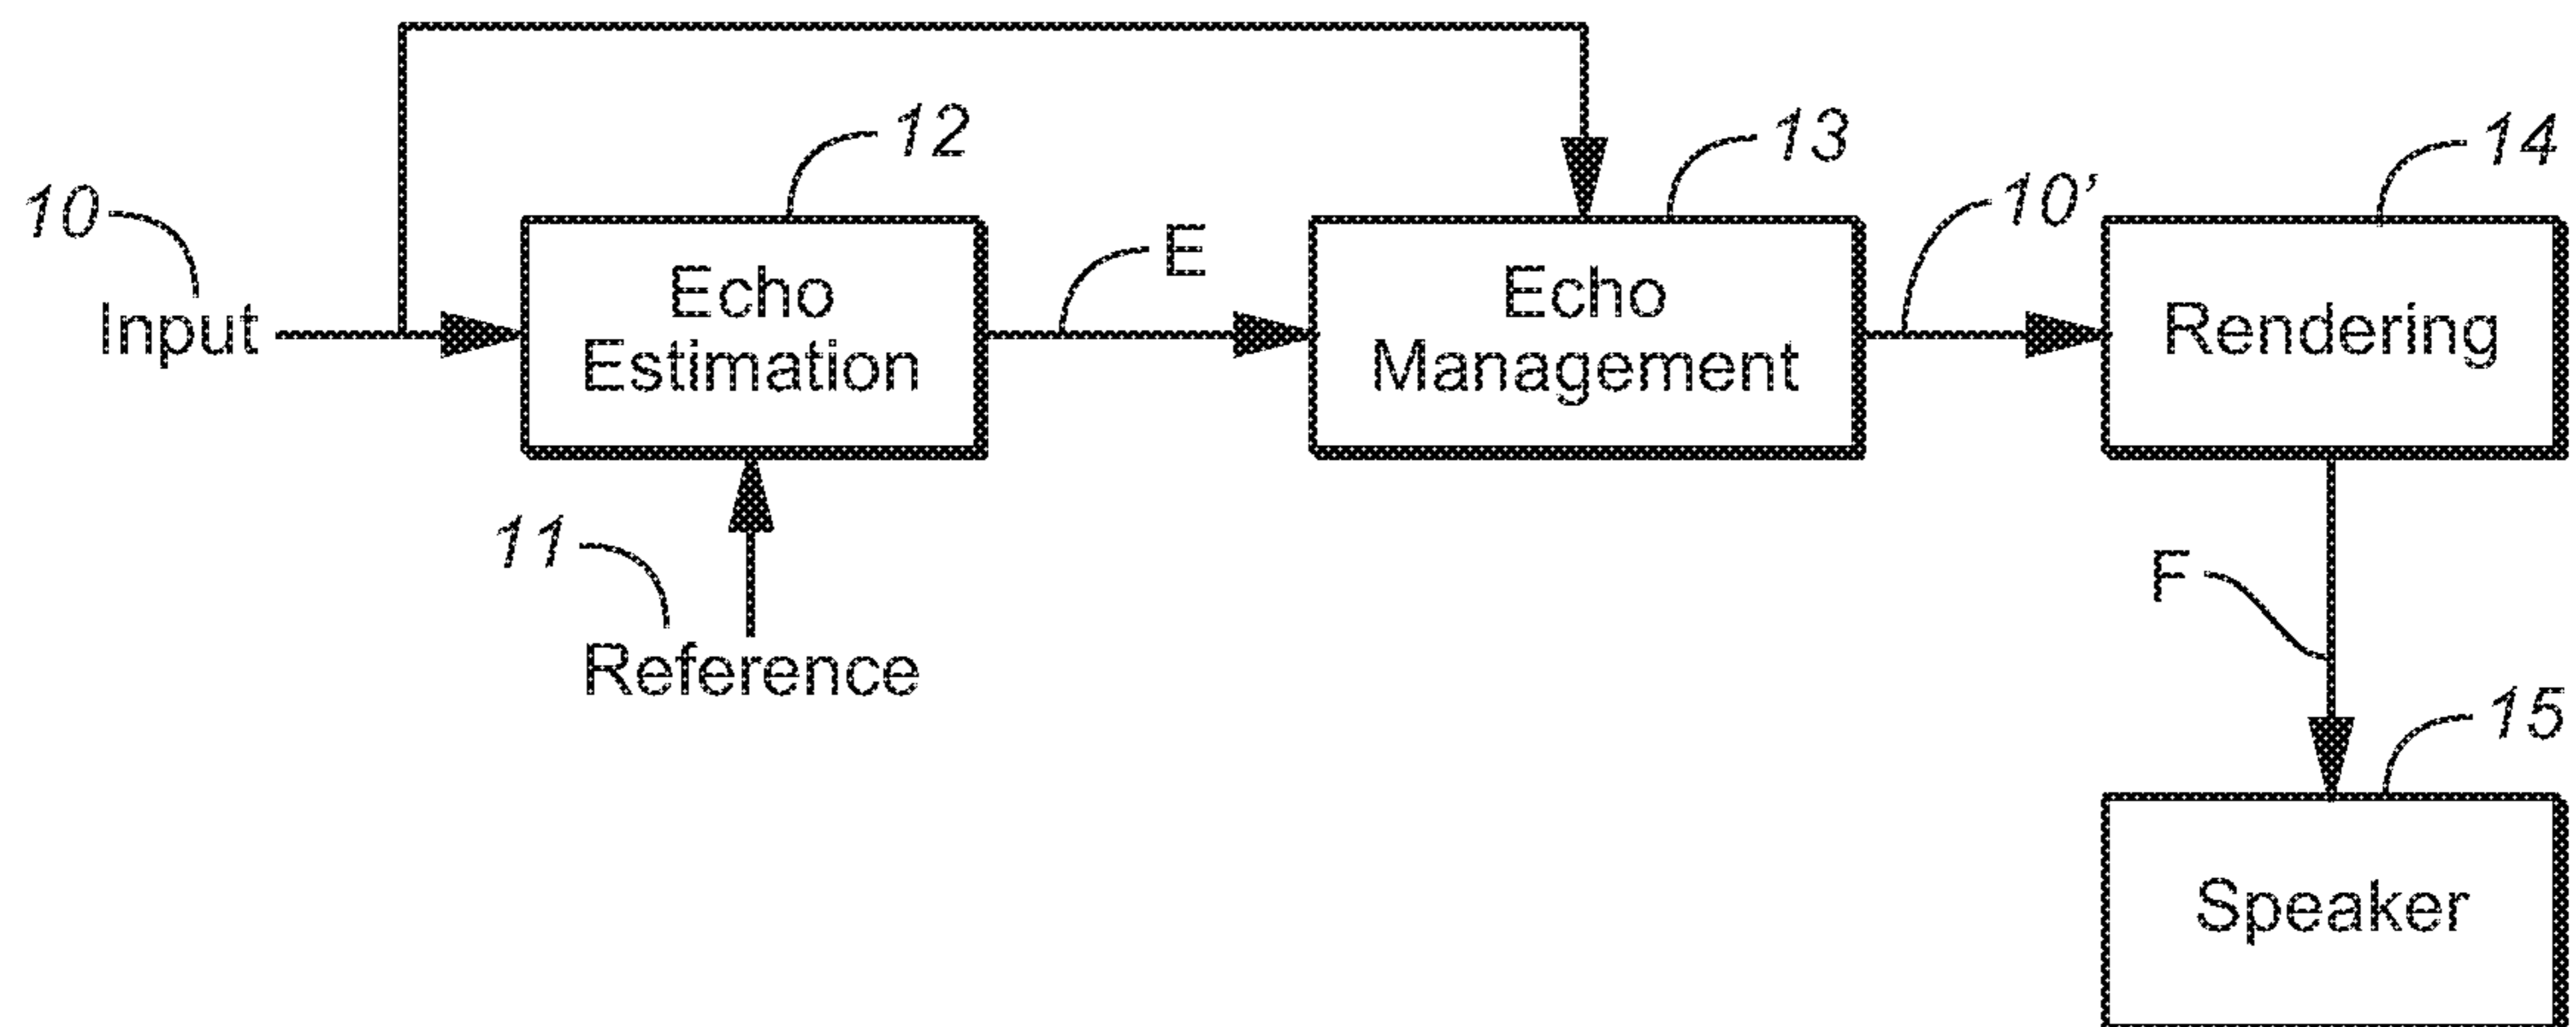 12
13
14
10
10’
E
Echo
Estimation
Echo
Management
Rendering
Input
11
F
Reference
15
Speaker